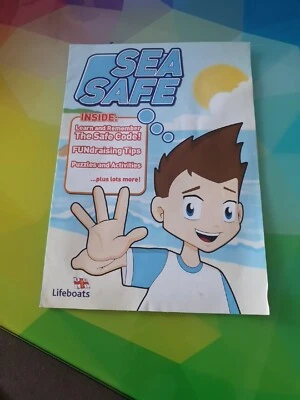 SEA
SAFE
INSIDE:
Learn and Remember
The Safe Code!
FUNdraising Tips
Puzzles and Activities
...plus lots more!
Lifeboats